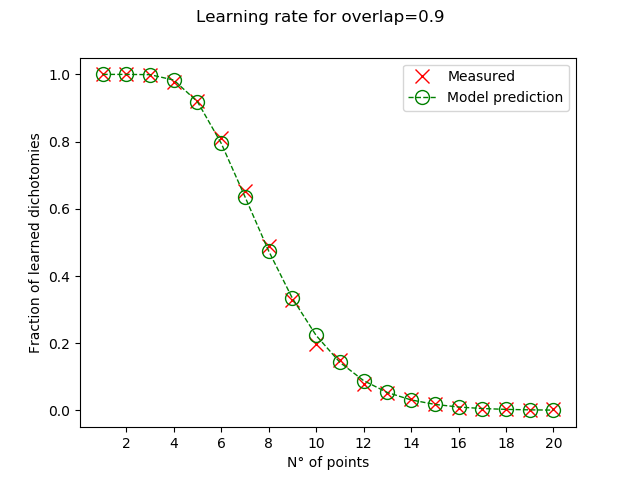 Learning rate for overlap=0.9
Measured
Model prediction
Fraction of learned dichotomies
1.0
0.8
0.6
0.4
0.2
0.0
2 4 6 8 10 12 14 16 18 20
N° of points